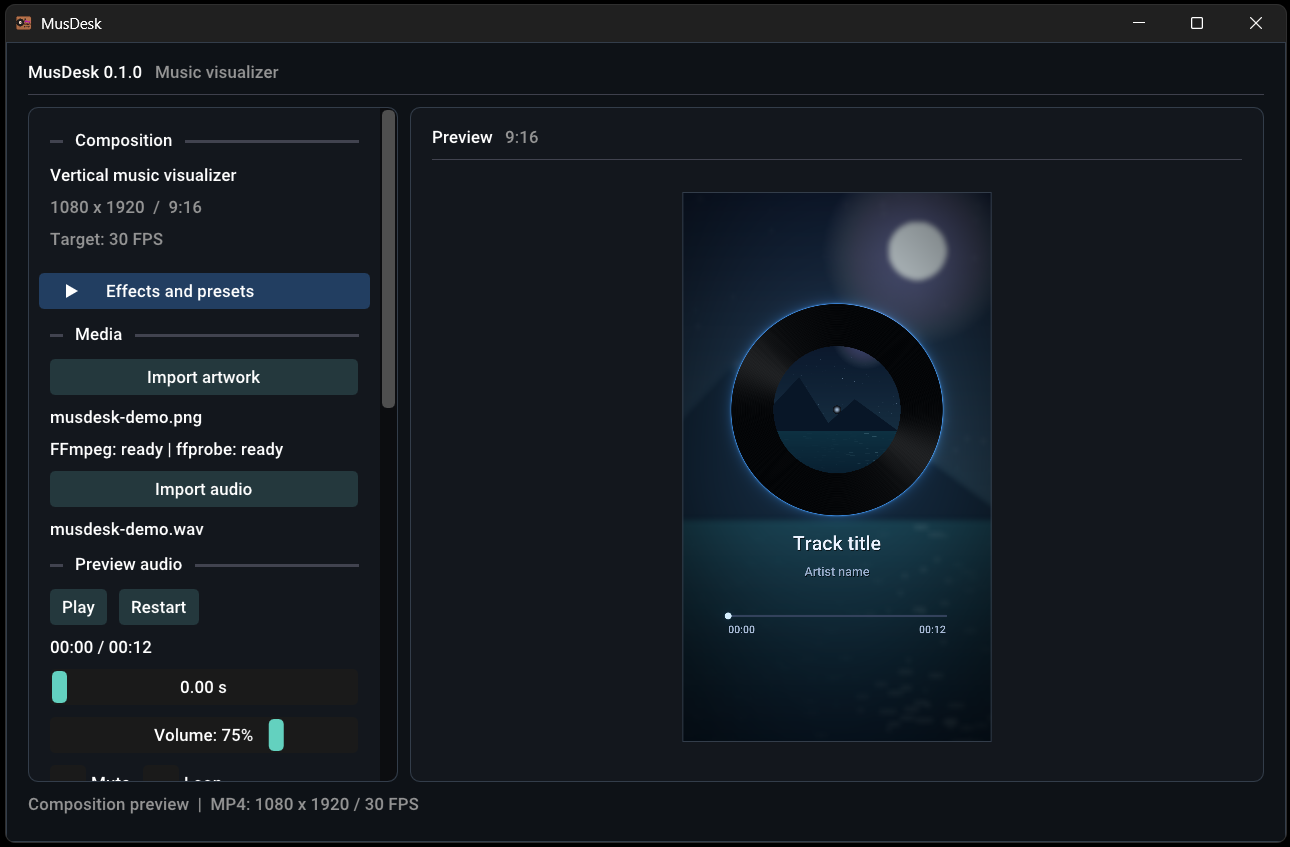 MusDesk
MusDesk 0.1.0 Music visualizer
Composition
Vertical music visualizer
1080 x 1920 / 9:16
Target: 30 FPS
Effects and presets
Media
Import artwork
musdesk-demo.png
FFmpeg: ready | ffprobe: ready
Import audio
musdesk-demo.wav
Preview audio
Play Restart
00:00 / 00:12
0.00 s
Volume: 75%
Mute Loop
Preview 9:16
Track title
Artist name
00:00 00:12
Composition preview | MP4: 1080 x 1920 / 30 FPS